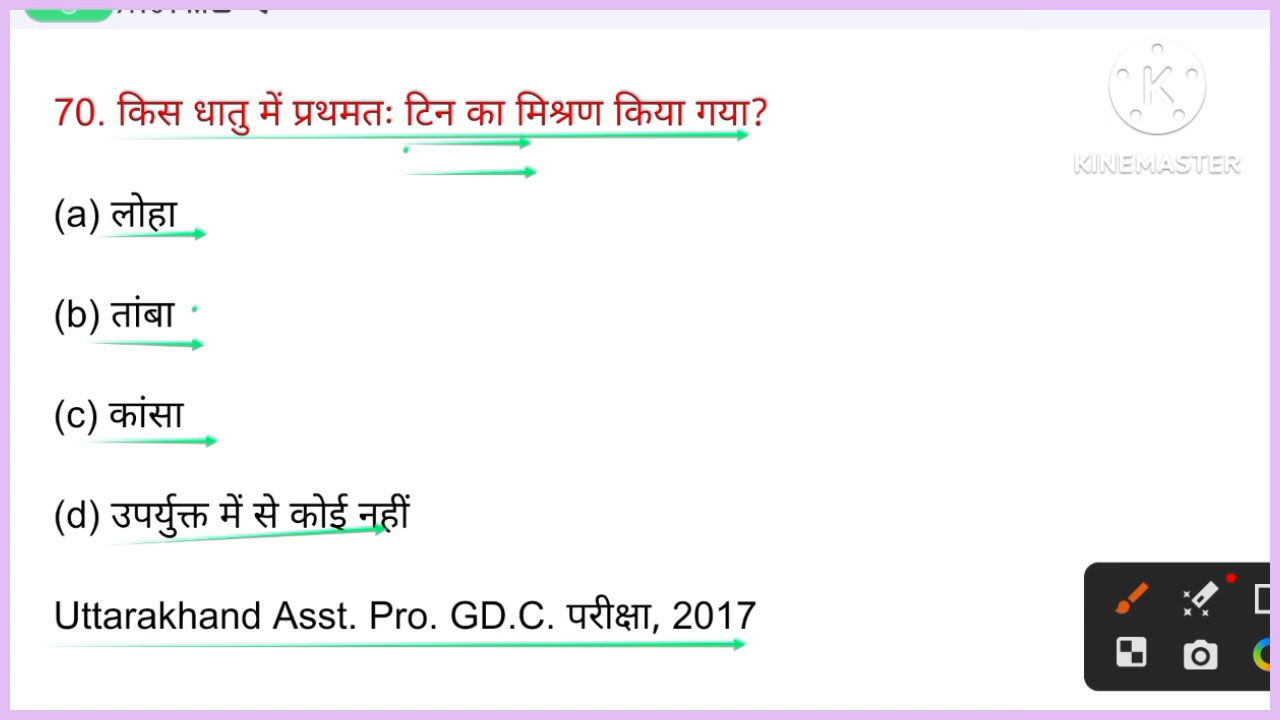 70. किस धातु में प्रथमतः टिन का मिश्रण किया गया?
K
KINEMASTER
(a) लोहा
(b) तांबा
(c) कांसा
(d) उपर्युक्त में से कोई नहीं
Uttarakhand Asst. Pro. GD.C. परीक्षा, 2017